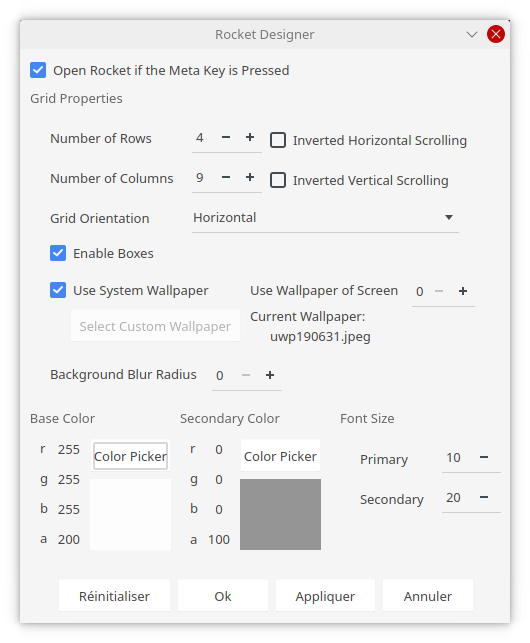 Rocket Designer
Open Rocket if the Meta Key is Pressed
Grid Properties
Number of Rows 4 − + Inverted Horizontal Scrolling
Number of Columns 9 − + Inverted Vertical Scrolling
Grid Orientation Horizontal
Enable Boxes
Use System Wallpaper Use Wallpaper of Screen 0 − +
Select Custom Wallpaper Current Wallpaper:
uwp190631.jpeg
Background Blur Radius 0 − +
Base Color Secondary Color Font Size
r 255 Color Picker r 0 Color Picker Primary 10 −
g 255 g 0
b 255 b 0 Secondary 20 −
a 200 a 100
Réinitialiser Ok Appliquer Annuler